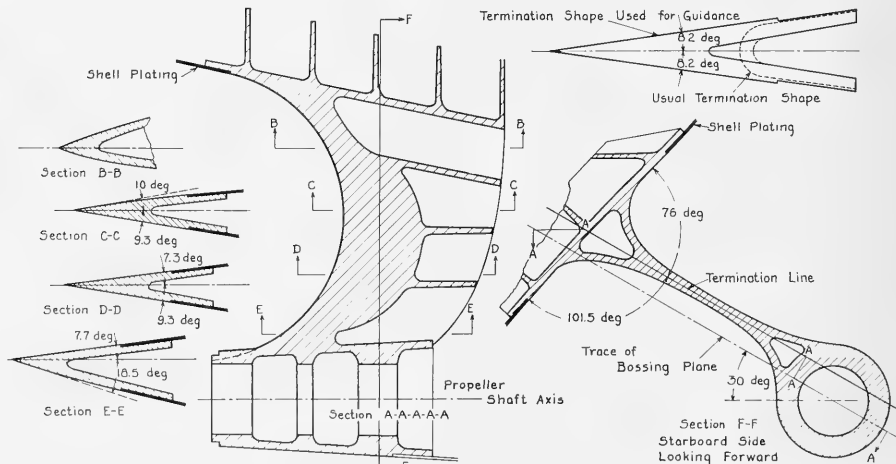 F
Shell Plating
B
B
Section B-B
10 deg
C
C
Section C-C
9.3 deg
7.3 deg
D
D
Section D-D
9.3 deg
7.7 deg
E
E
18.5 deg
Section E-E
Propeller
Shaft Axis
Section A-A-A-A-A
Termination Shape Used for Guidance
8.2 deg
8.2 deg
Usual Termination Shape
Shell Plating
A
A
76 deg
Termination Line
101.5 deg
Trace of
Bossing Plane
30 deg
A
A
A
Section F-F
Starboard Side
Looking Forward